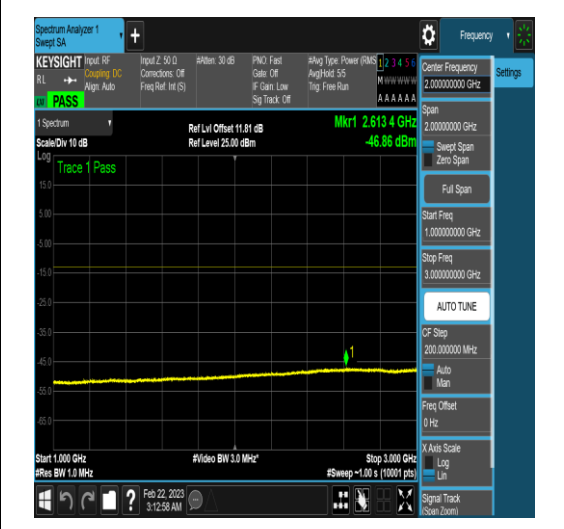 Spectrum Analyzer 1
Swept SA
Frequency
KEYSIGHT
RL
PASS
Input: RF
Coupling: DC
Align: Auto
Input Z: 50 Ω
Corrections: Off
Freq Ref: Int (S)
#Atten: 30 dB
PNO: Fast
Gate: Off
IF Gain: Low
Sig Track: Off
#Avg Type: Power (RMS
Avg|Hold: 5/5
Trig: Free Run
1 2 3 4 5 6
M W W W W W
A A A A A A
Center Frequency
2.000000000 GHz
Settings
1 Spectrum
Scale/Div 10 dB
Ref Lvl Offset 11.81 dB
Ref Level 25.00 dBm
Mkr1 2.613 4 GHz
-46.86 dBm
Span
2.00000000 GHz
Swept Span
Zero Span
Full Span
Start Freq
1.000000000 GHz
Stop Freq
3.000000000 GHz
AUTO TUNE
CF Step
200.000000 MHz
Auto
Man
Freq Offset
0 Hz
X Axis Scale
Log
Lin
Signal Track
(Span Zoom)
Log
Trace 1 Pass
15.0
5.00
-5.00
-15.0
-25.0
-35.0
-45.0
-55.0
-65.0
1
Start 1.000 GHz
#Res BW 1.0 MHz
#Video BW 3.0 MHz*
Stop 3.000 GHz
#Sweep ~1.00 s (10001 pts)
?
Feb 22, 2023
3:12:58 AM